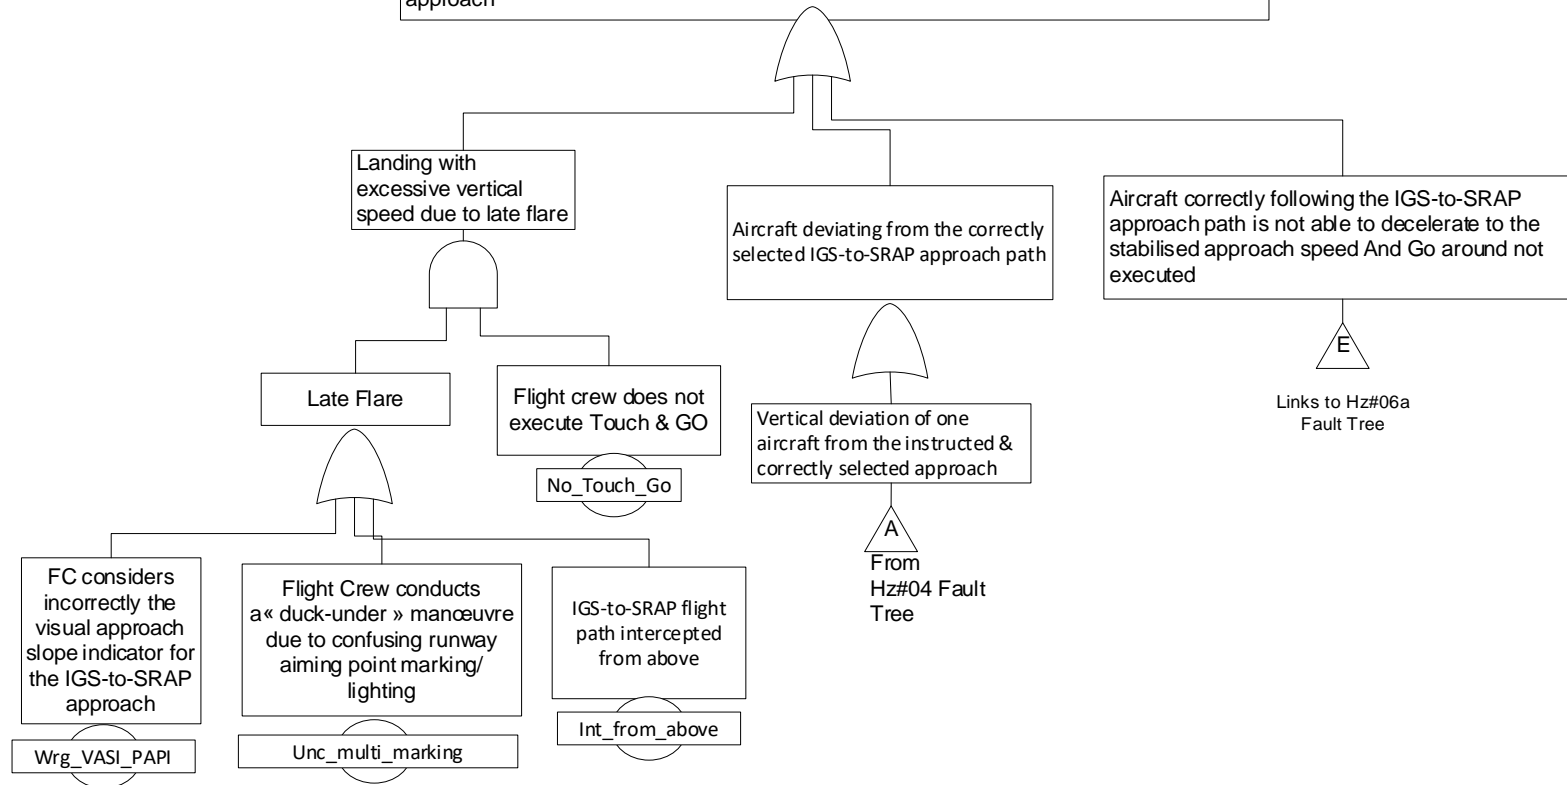 approach
Landing with
excessive vertical
speed due to late flare
Aircraft deviating from the correctly
selected IGS-to-SRAP approach path
Aircraft correctly following the IGS-to-SRAP
approach path is not able to decelerate to the
stabilised approach speed And Go around not
executed
E
Links to Hz#06a
Fault Tree
Late Flare
Flight crew does not
execute Touch & GO
No_Touch_Go
Vertical deviation of one
aircraft from the instructed &
correctly selected approach
A
From
Hz#04 Fault
Tree
FC considers
incorrectly the
visual approach
slope indicator for
the IGS-to-SRAP
approach
Wrg_VASI_PAPI
Flight Crew conducts
a« duck-under » manœuvre
due to confusing runway
aiming point marking/
lighting
Unc_multi_marking
IGS-to-SRAP flight
path intercepted
from above
Int_from_above